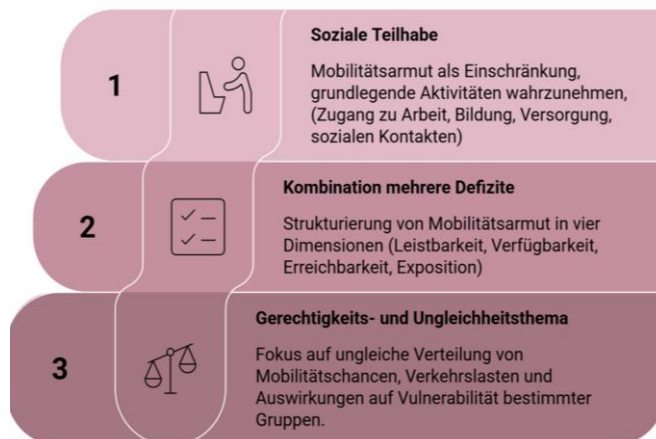 1
Soziale Teilhabe
Mobilitätsarmut als Einschränkung,
grundlegende Aktivitäten wahrzunehmen,
(Zugang zu Arbeit, Bildung, Versorgung,
sozialen Kontakten)
2
Kombination mehrere Defizite
Strukturierung von Mobilitätsarmut in vier
Dimensionen (Leistbarkeit, Verfügbarkeit,
Erreichbarkeit, Exposition)
3
Gerechtigkeits- und Ungleichheitsthema
Fokus auf ungleiche Verteilung von
Mobilitätschancen, Verkehrslasten und
Auswirkungen auf Vulnerabilität bestimmter
Gruppen.